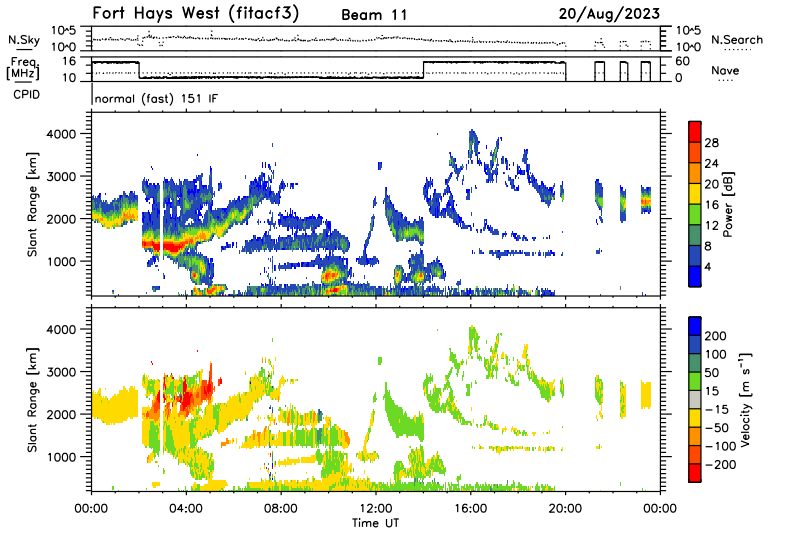 Fort Hays West (fitacf3) Beam 11 20/Aug/2023
N.Sky 10^5 10^0 10^5 10^0 N.Search
Freq. [MHz] 16 10 60 0 Nave
CPID normal (fast) 151 IF
Slant Range [km] 4000 3000 2000 1000
28 24 20 16 12 8 4 Power [dB]
Slant Range [km] 4000 3000 2000 1000
200 100 50 15 −15 −50 −100 −200 Velocity [m s⁻¹]
00:00 04:00 08:00 12:00 16:00 20:00 00:00
Time UT